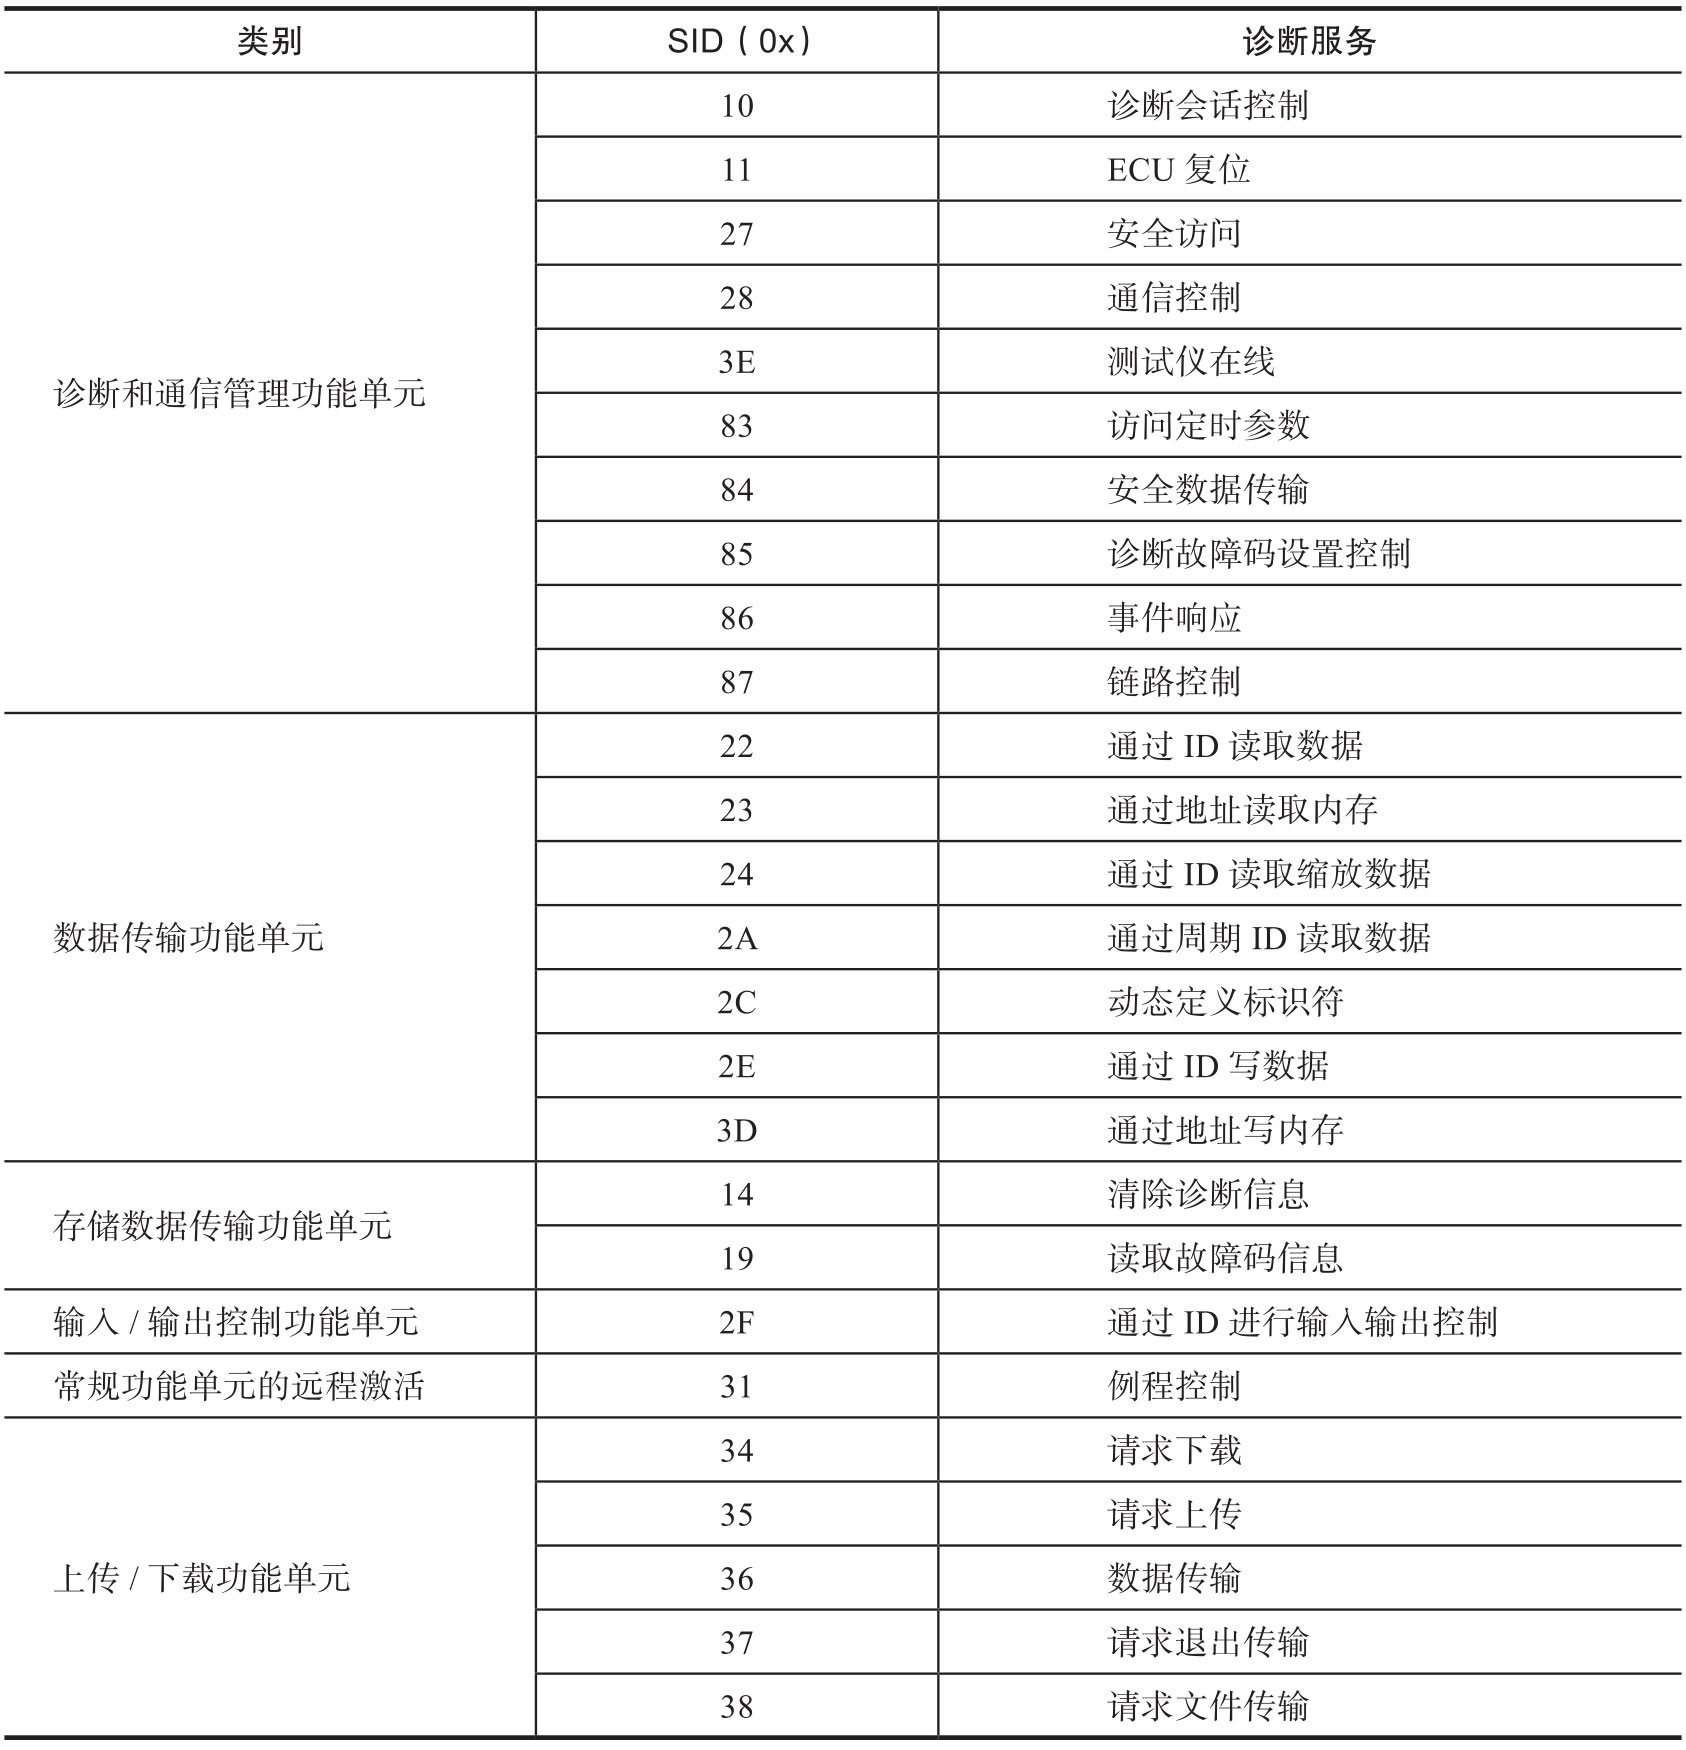 类别 SID（0x） 诊断服务
诊断和通信管理功能单元 10 诊断会话控制
11 ECU 复位
27 安全访问
28 通信控制
3E 测试仪在线
83 访问定时参数
84 安全数据传输
85 诊断故障码设置控制
86 事件响应
87 链路控制
数据传输功能单元 22 通过 ID 读取数据
23 通过地址读取内存
24 通过 ID 读取缩放数据
2A 通过周期 ID 读取数据
2C 动态定义标识符
2E 通过 ID 写数据
3D 通过地址写内存
存储数据传输功能单元 14 清除诊断信息
19 读取故障码信息
输入 / 输出控制功能单元 2F 通过 ID 进行输入输出控制
常规功能单元的远程激活 31 例程控制
上传 / 下载功能单元 34 请求下载
35 请求上传
36 数据传输
37 请求退出传输
38 请求文件传输